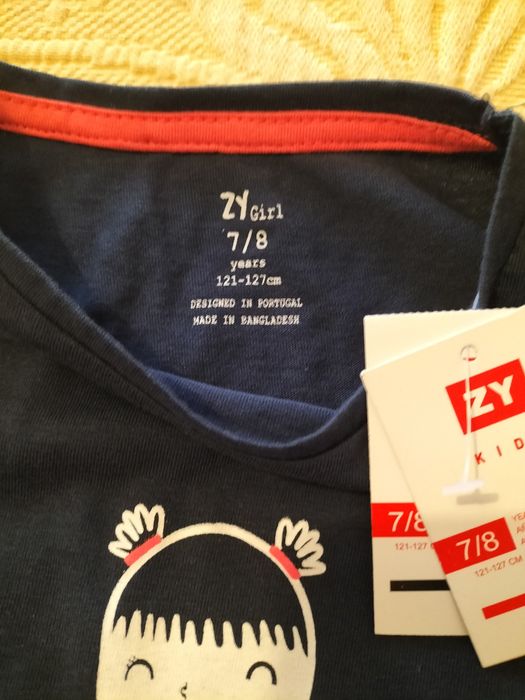 ZY Girl
7/8
years
121-127cm
DESIGNED IN PORTUGAL
MADE IN BANGLADESH
7/8
121-127
ZY
KID
7/8
121-127 CM